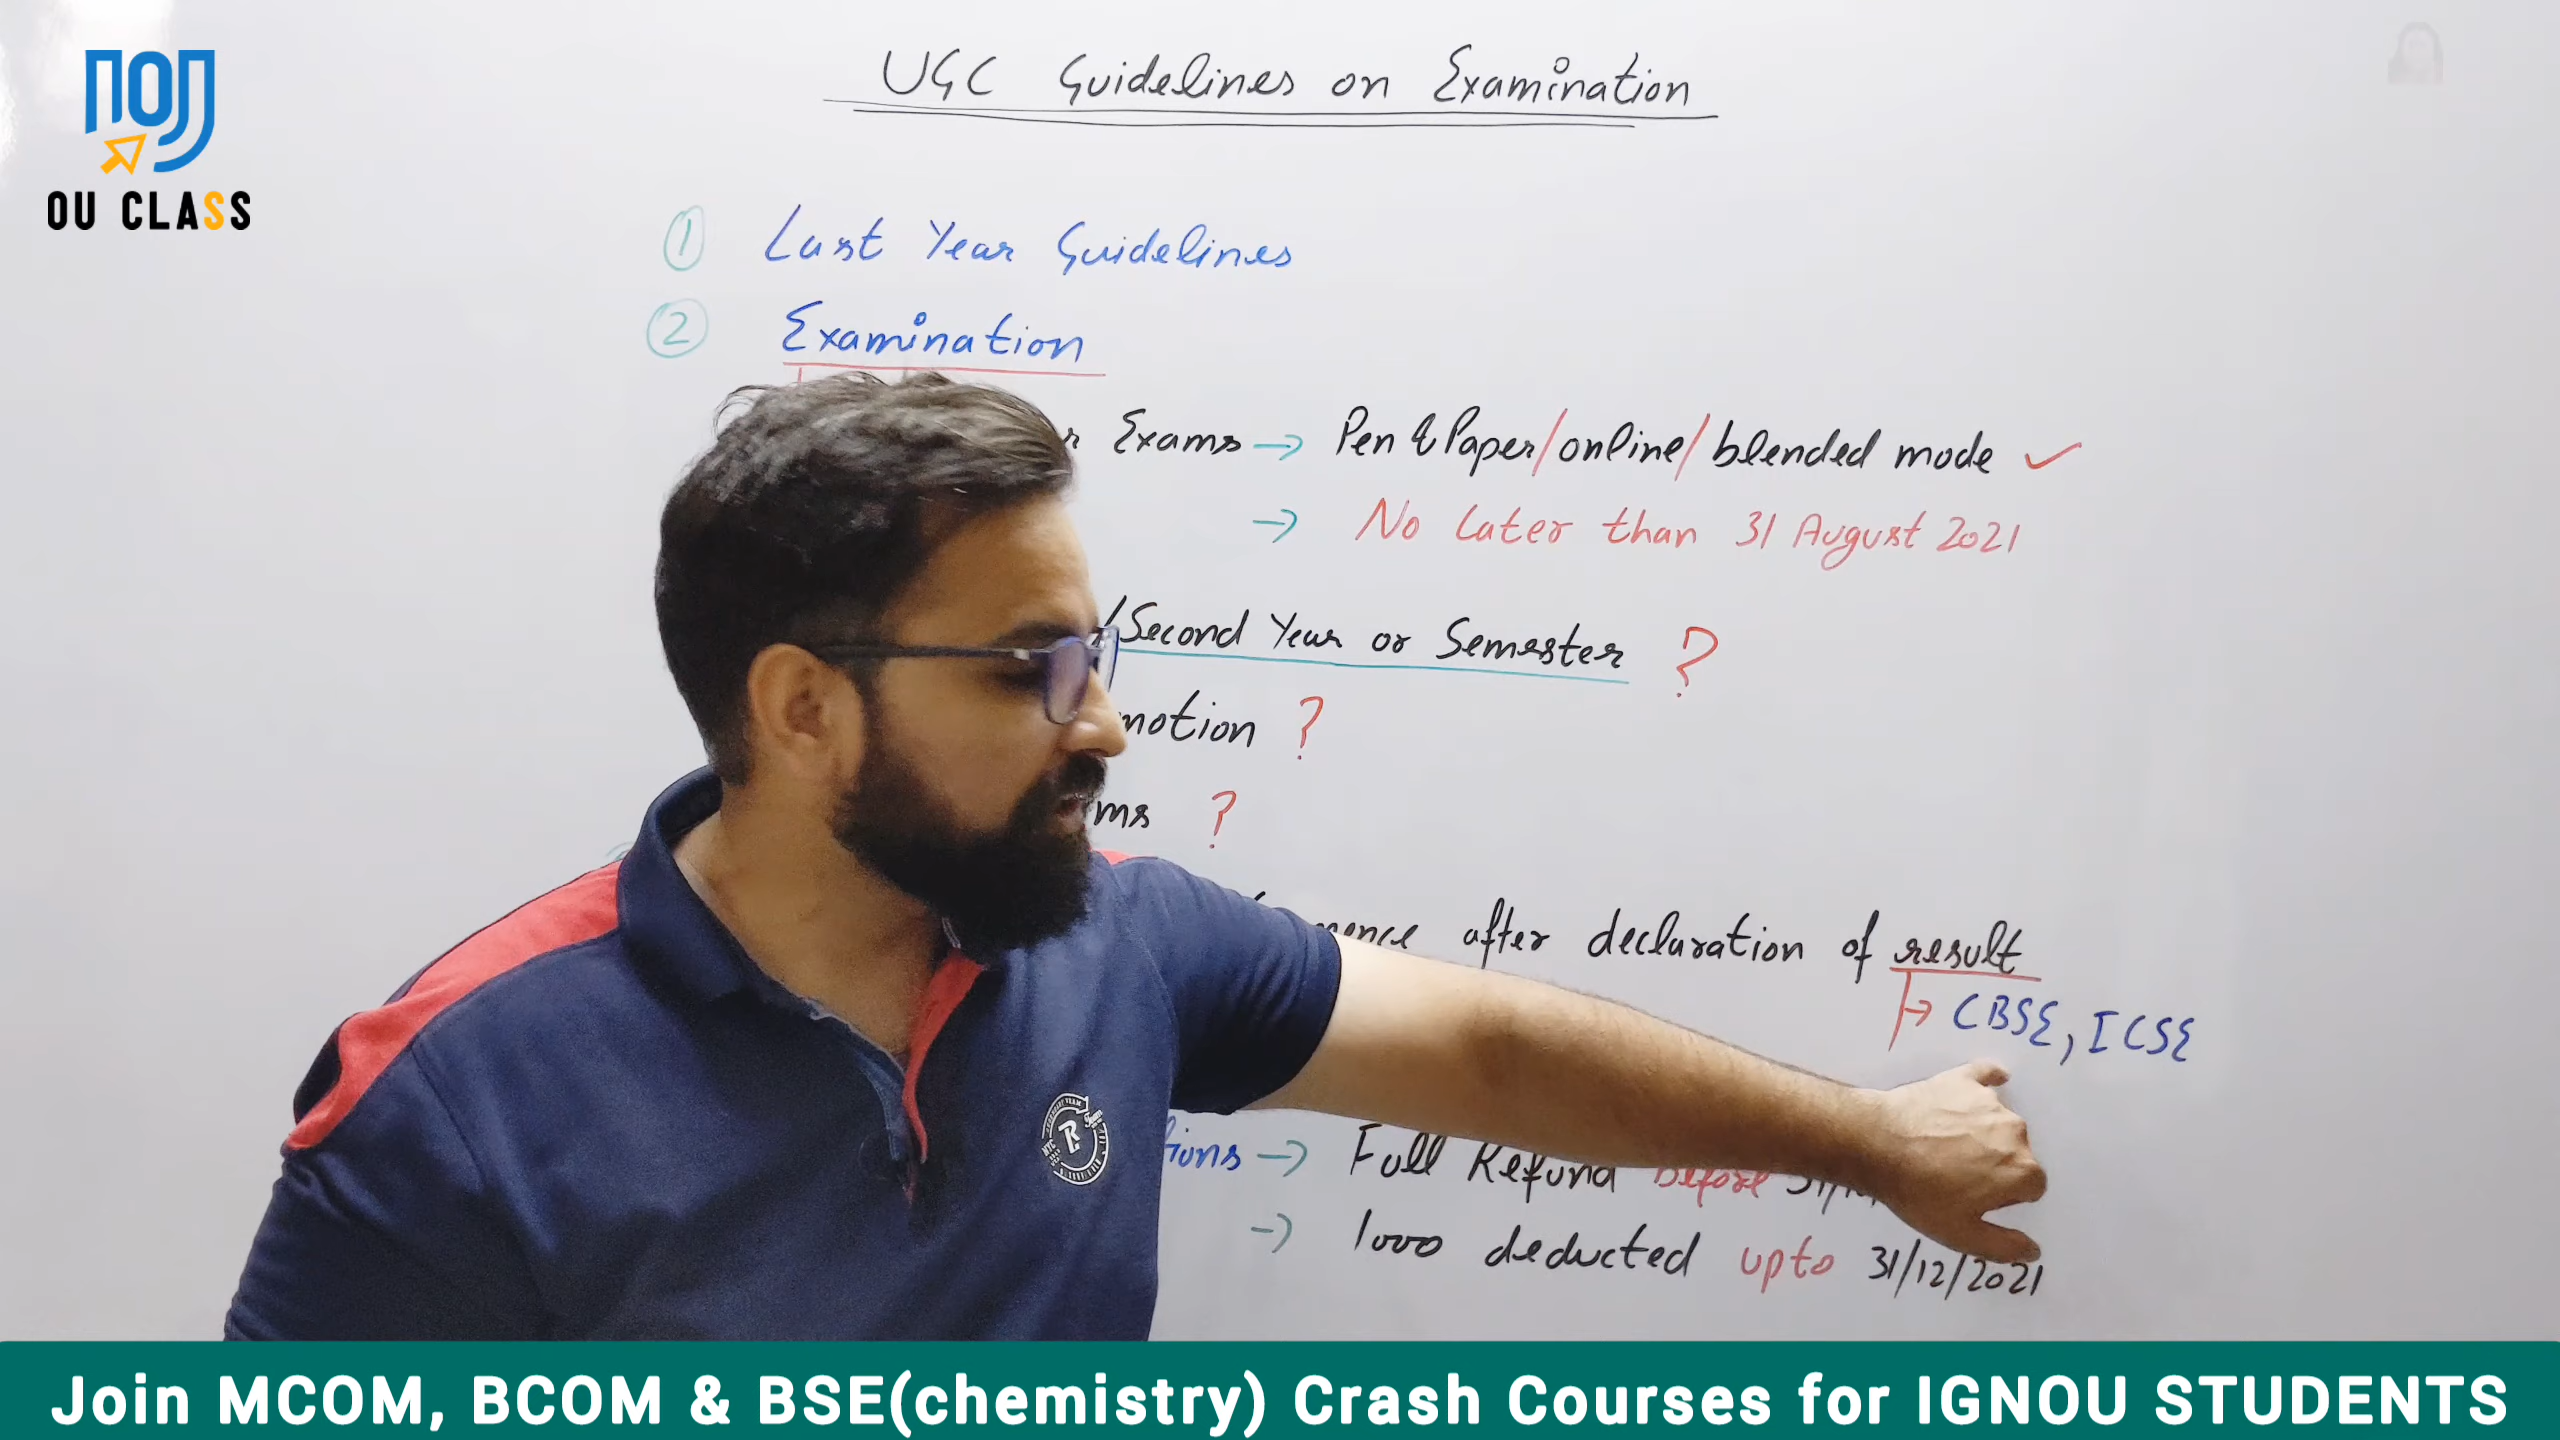 OU CLASS
UGC Guidelines on Examination
1 Last Year Guidelines
2 Examination
Exams → Pen & Paper/online/blended mode ✓
→ No Later than 31 August 2021
/Second Year or Semester ?
motion ?
ms ?
after declaration of result
→ CBSE, ICSE
tions → Full Refund Before
→ 1000 deducted upto 31/12/2021
Join MCOM, BCOM & BSE(chemistry) Crash Courses for IGNOU STUDENTS